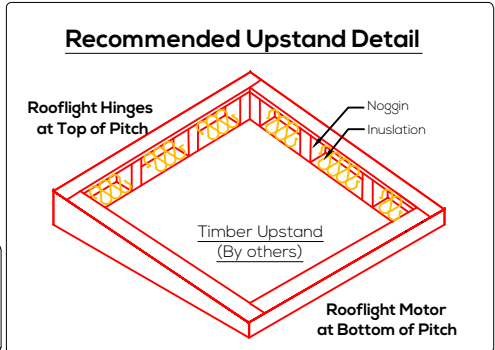 Recommended Upstand Detail
Rooflight Hinges
at Top of Pitch
Noggin
Inuslation
Timber Upstand
(By others)
Rooflight Motor
at Bottom of Pitch